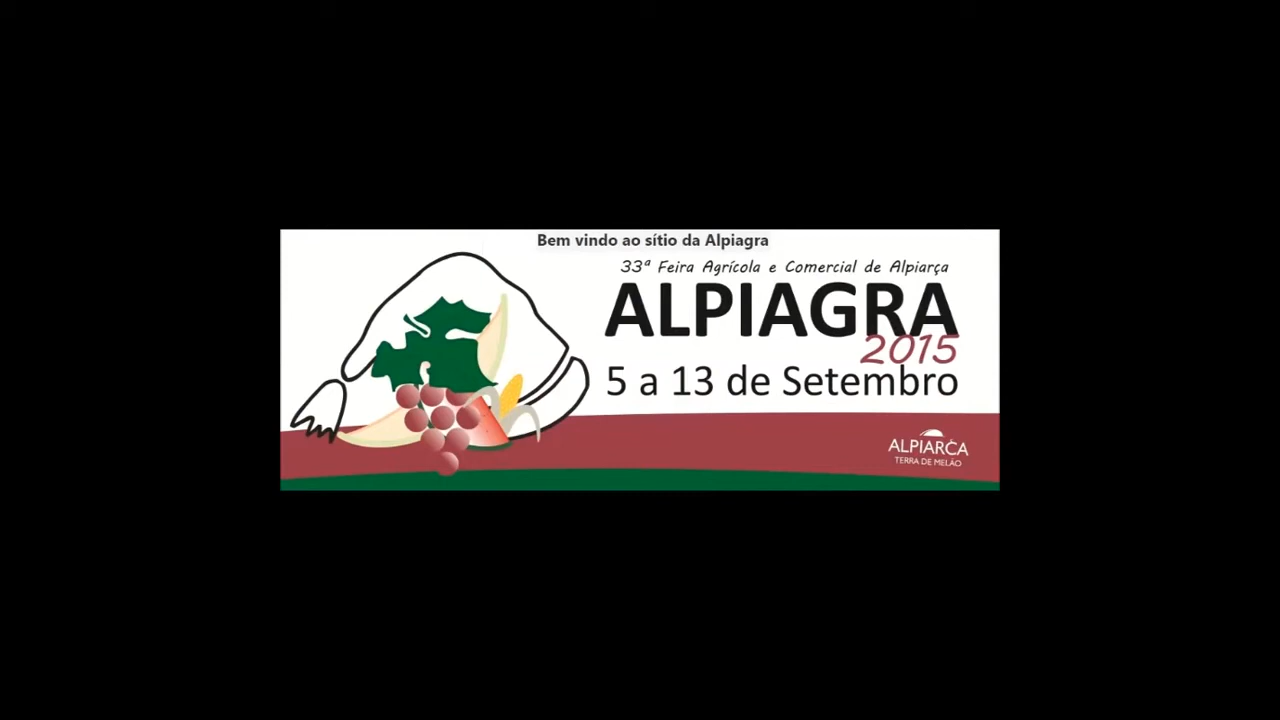 Bem vindo ao sítio da Alpiagra
33ª Feira Agrícola e Comercial de Alpiarça
ALPIAGRA
2015
5 a 13 de Setembro
ALPIARÇA
TERRA DE MELÃO